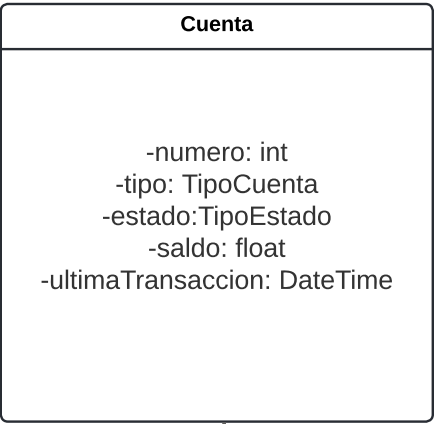 Cuenta
-numero: int
-tipo: TipoCuenta
-estado:TipoEstado
-saldo: float
-ultimaTransaccion: DateTime